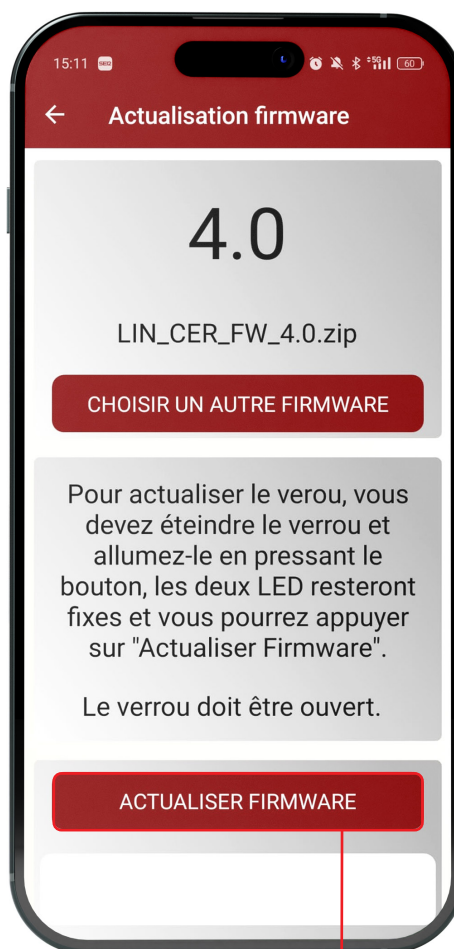 15:11
60
Actualisation firmware
4.0
LIN_CER_FW_4.0.zip
CHOISIR UN AUTRE FIRMWARE
Pour actualiser le verou, vous
devez éteindre le verrou et
allumez-le en pressant le
bouton, les deux LED resteront
fixes et vous pourrez appuyer
sur "Actualiser Firmware".
Le verrou doit être ouvert.
ACTUALISER FIRMWARE